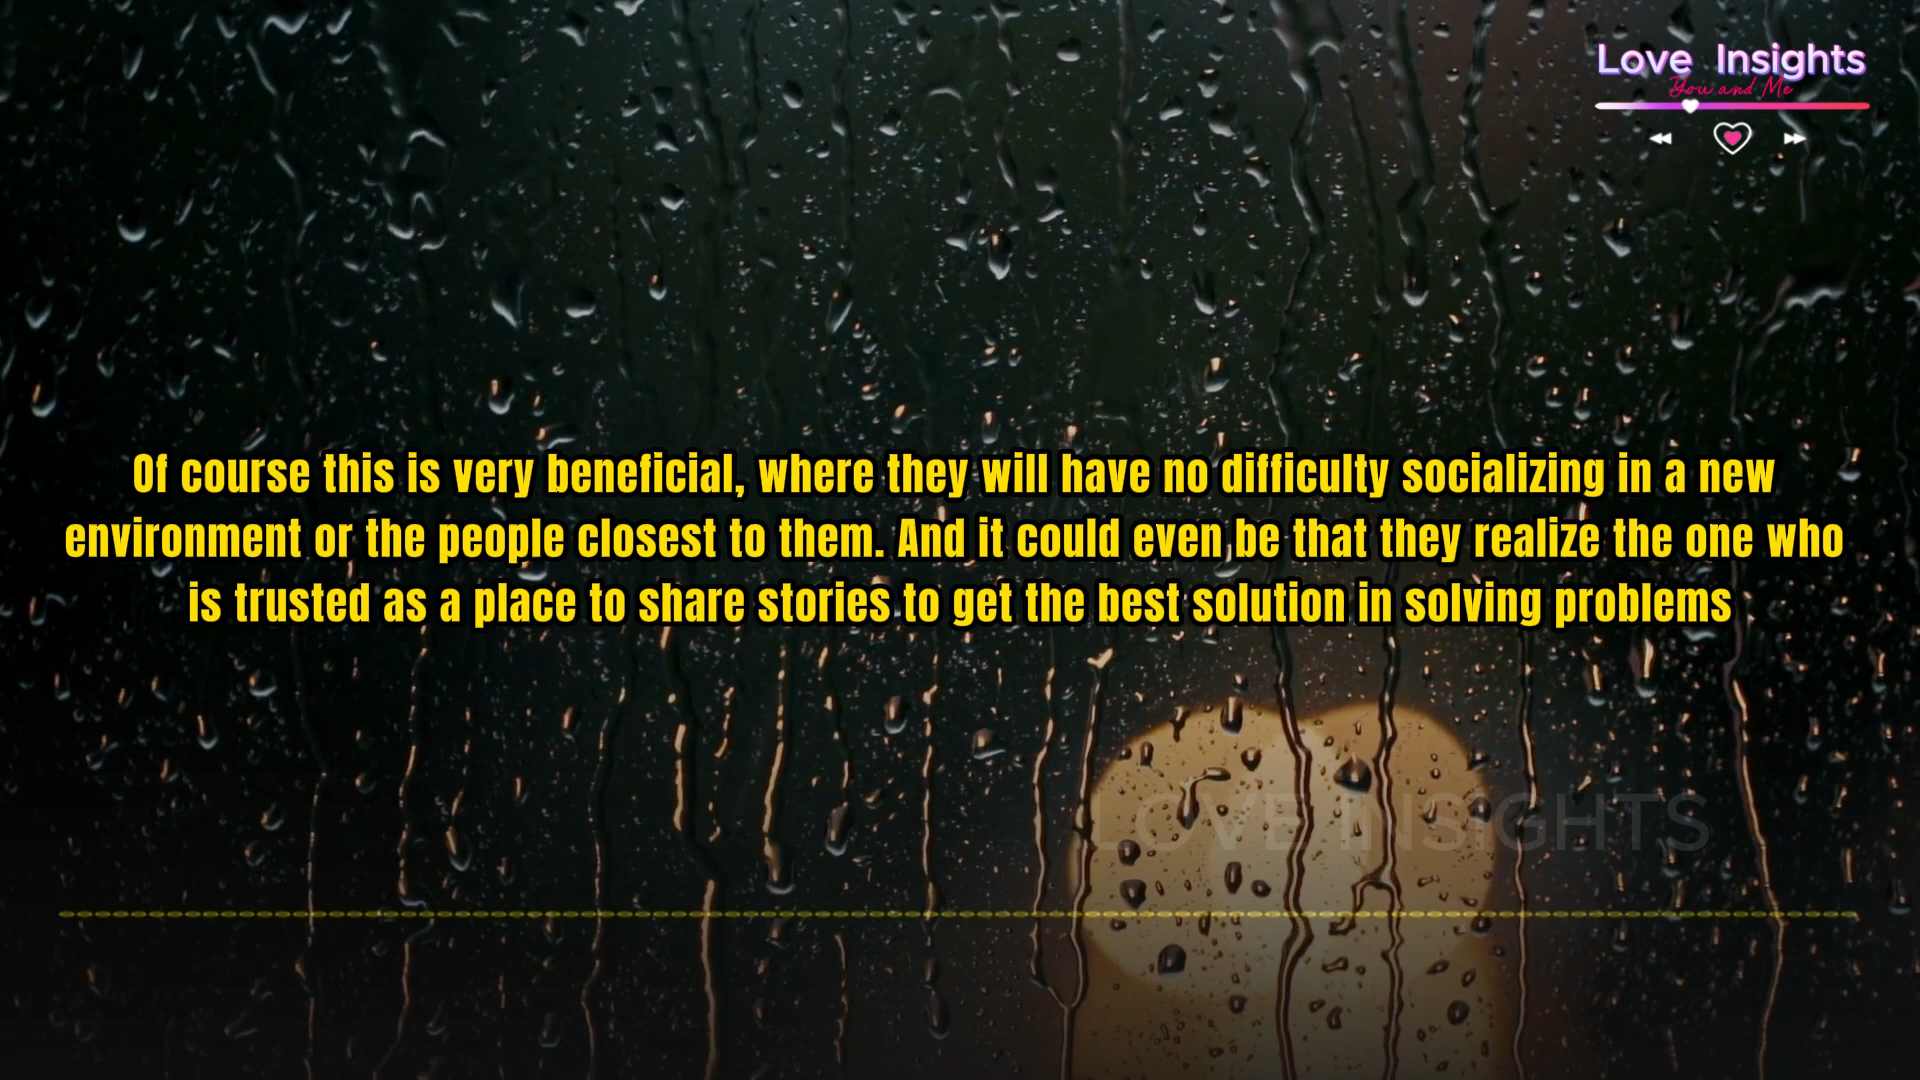 Love Insights
You and Me
Of course this is very beneficial, where they will have no difficulty socializing in a new
environment or the people closest to them. And it could even be that they realize the one who
is trusted as a place to share stories to get the best solution in solving problems
LOVE INSIGHTS